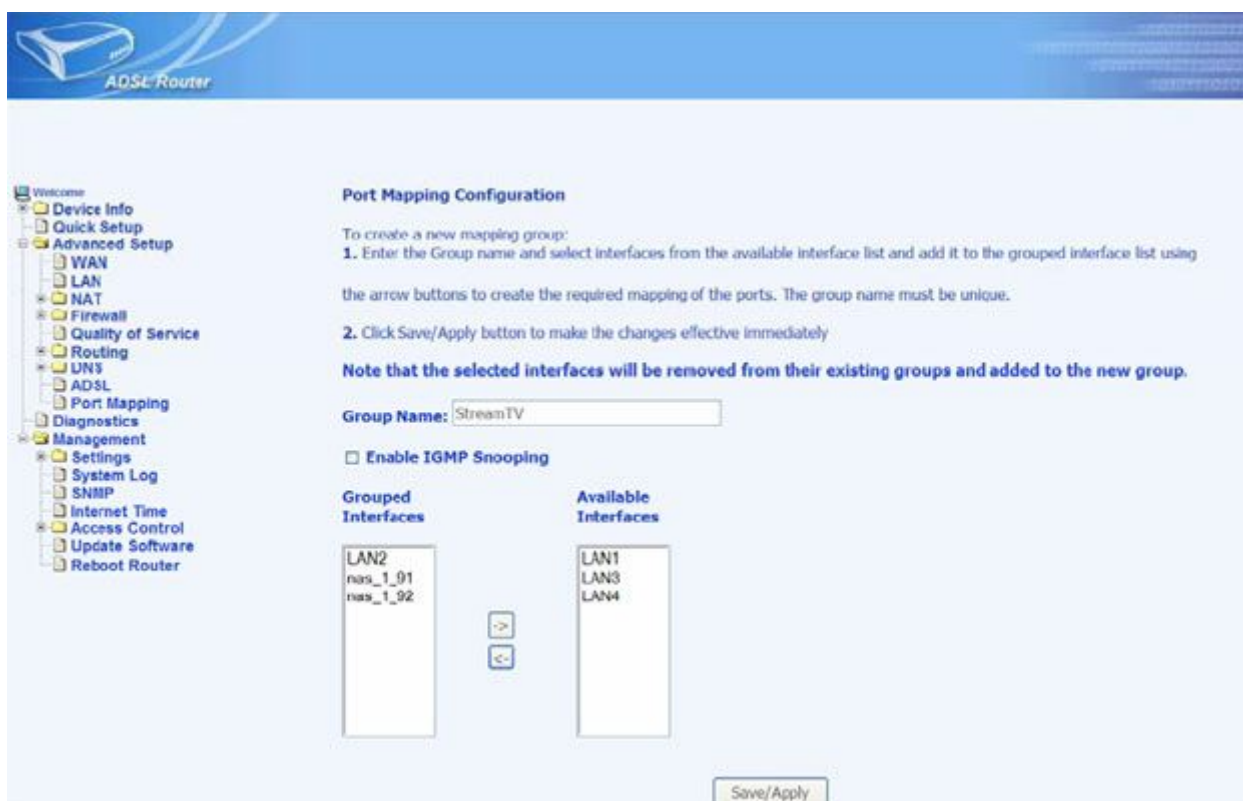 ADSL Router
Welcome
Device Info
Quick Setup
Advanced Setup
WAN
LAN
NAT
Firewall
Quality of Service
Routing
DNS
ADSL
Port Mapping
Diagnostics
Management
Settings
System Log
SNMP
Internet Time
Access Control
Update Software
Reboot Router
Port Mapping Configuration
To create a new mapping group:
1. Enter the Group name and select interfaces from the available interface list and add it to the grouped interface list using
the arrow buttons to create the required mapping of the ports. The group name must be unique.
2. Click Save/Apply button to make the changes effective immediately
Note that the selected interfaces will be removed from their existing groups and added to the new group.
Group Name: StreamTV
Enable IGMP Snooping
Grouped Interfaces
Available Interfaces
LAN2
nas_1_91
nas_1_92
->
<-
LAN1
LAN3
LAN4
Save/Apply